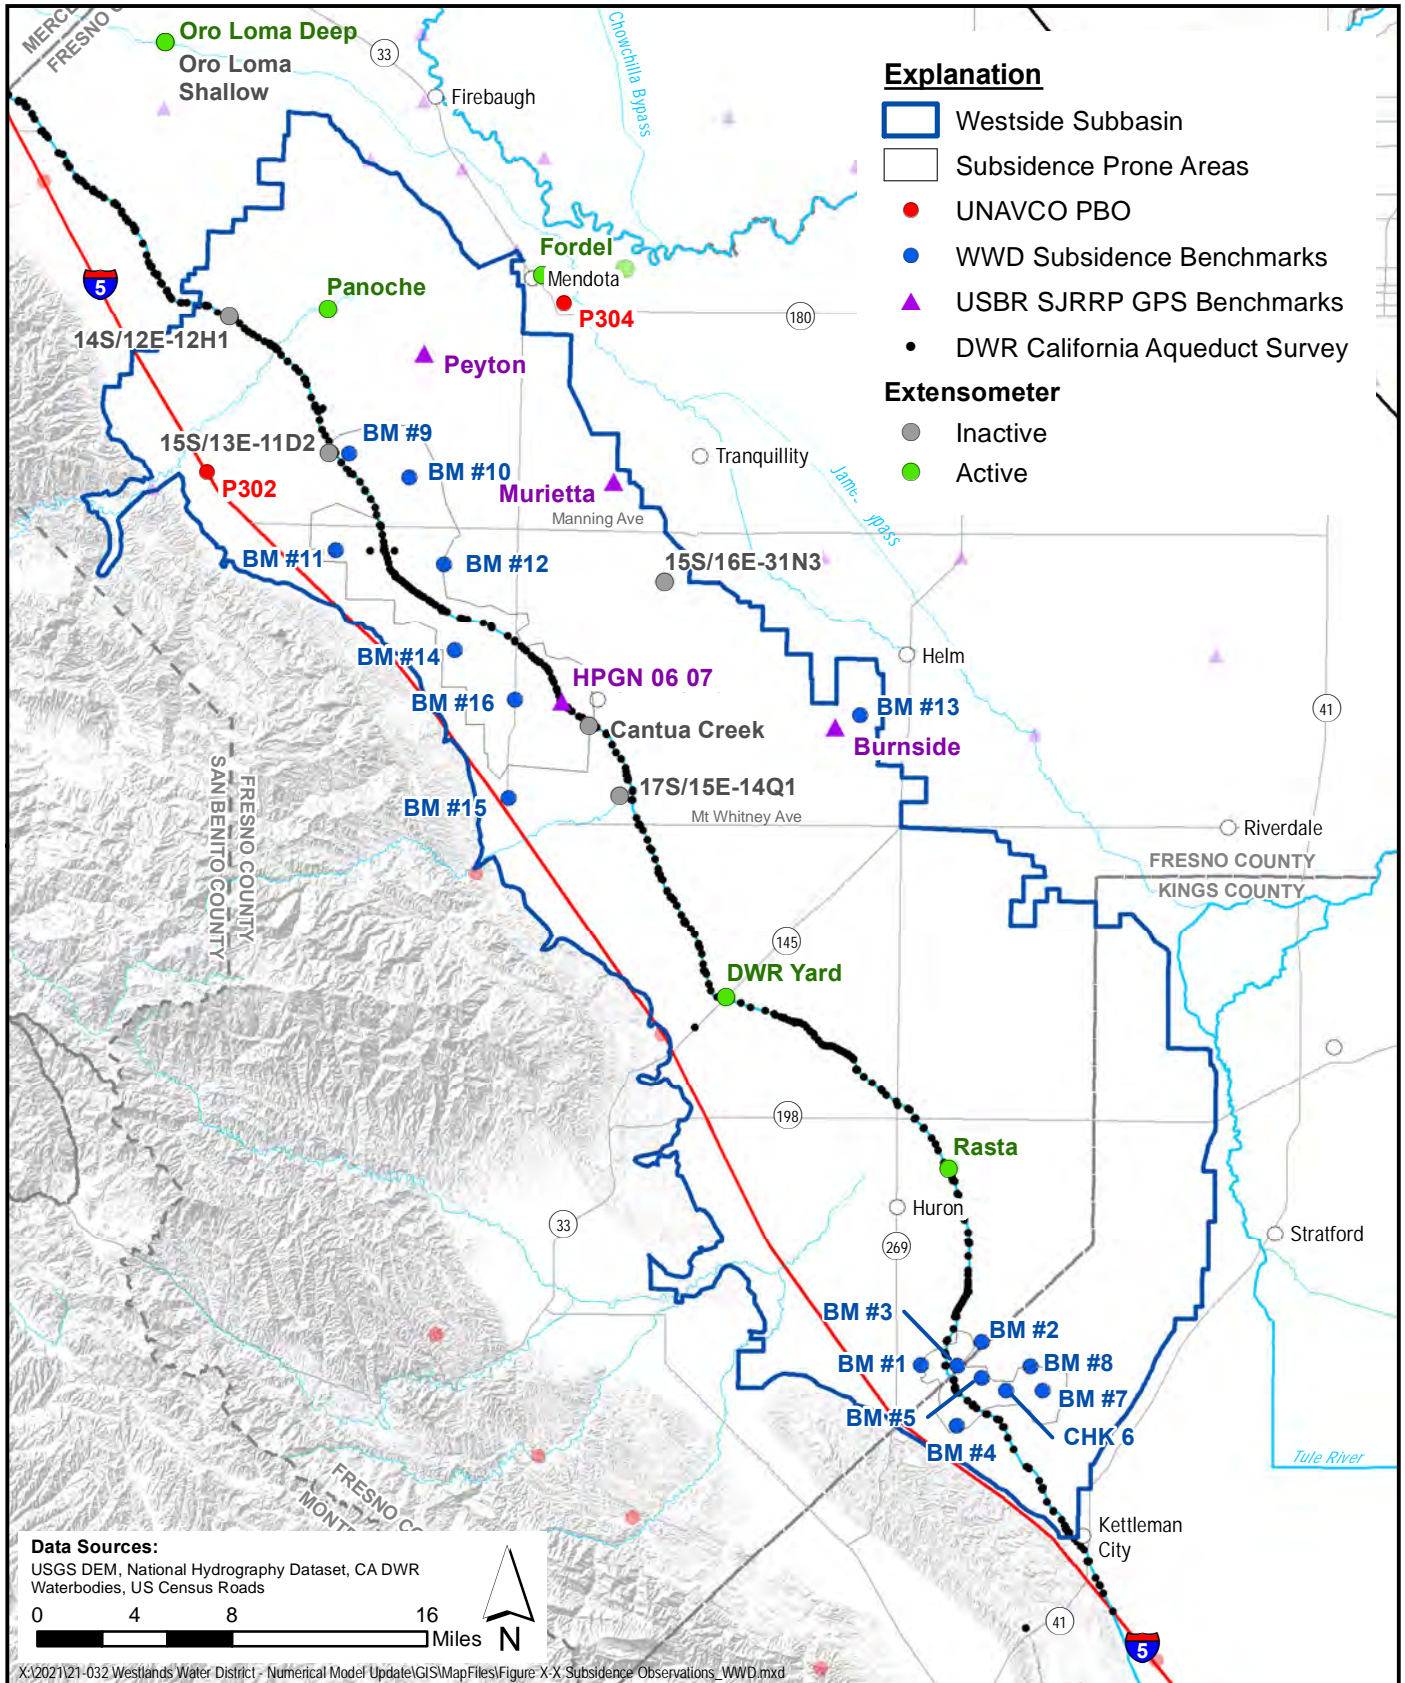 MERCE
FRESNO C
Oro Loma Deep
Oro Loma
Shallow
33
Firebaugh
Chowchilla Bypass
Explanation
Westside Subbasin
Subsidence Prone Areas
UNAVCO PBO
WWD Subsidence Benchmarks
USBR SJRRP GPS Benchmarks
DWR California Aqueduct Survey
Extensometer
Inactive
Active
5
Panoche
Fordel
Mendota
P304
180
14S/12E-12H1
Peyton
15S/13E-11D2
BM #9
BM #10
P302
Murietta
Tranquillity
James ypass
Manning Ave
BM #11
BM #12
15S/16E-31N3
BM #14
Helm
HPGN 06 07
BM #16
BM #13
41
Cantua Creek
Burnside
FRESNO COUNTY
SAN BENITO COUNTY
BM #15
17S/15E-14Q1
Mt Whitney Ave
Riverdale
FRESNO COUNTY
KINGS COUNTY
145
DWR Yard
198
Rasta
Huron
33
269
Stratford
BM #3
BM #2
BM #1
BM #8
BM #7
BM #5
CHK 6
BM #4
Tule River
FRESNO CO
MONT
Kettleman
City
41
5
Data Sources:
USGS DEM, National Hydrography Dataset, CA DWR
Waterbodies, US Census Roads
0 4 8 16
Miles
N
X:\2021\21-032 Westlands Water District - Numerical Model Update\GIS\MapFiles\Figure X-X Subsidence Observations_WWD.mxd